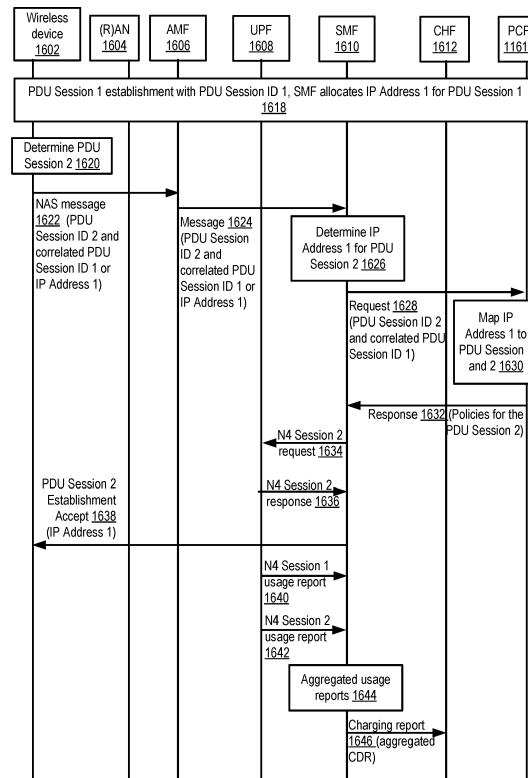 Wireless
device
1602
(R)AN
1604
AMF
1606
UPF
1608
SMF
1610
CHF
1612
PCF
1161
PDU Session 1 establishment with PDU Session ID 1, SMF allocates IP Address 1 for PDU Session 1
1618
Determine PDU
Session 2 1620
NAS message
1622 (PDU
Session ID 2 and
correlated PDU
Session ID 1 or
IP Address 1)
Message 1624
(PDU Session
ID 2 and
correlated PDU
Session ID 1 or
IP Address 1)
Determine IP
Address 1 for PDU
Session 2 1626
Request 1628
(PDU Session ID 2
and correlated PDU
Session ID 1)
Map IP
Address 1 to
PDU Session
and 2 1630
Response 1632 (Policies for the
PDU Session 2)
N4 Session 2
request 1634
N4 Session 2
response 1636
PDU Session 2
Establishment
Accept 1638
(IP Address 1)
N4 Session 1
usage report
1640
N4 Session 2
usage report
1642
Aggregated usage
reports 1644
Charging report
1646 (aggregated
CDR)